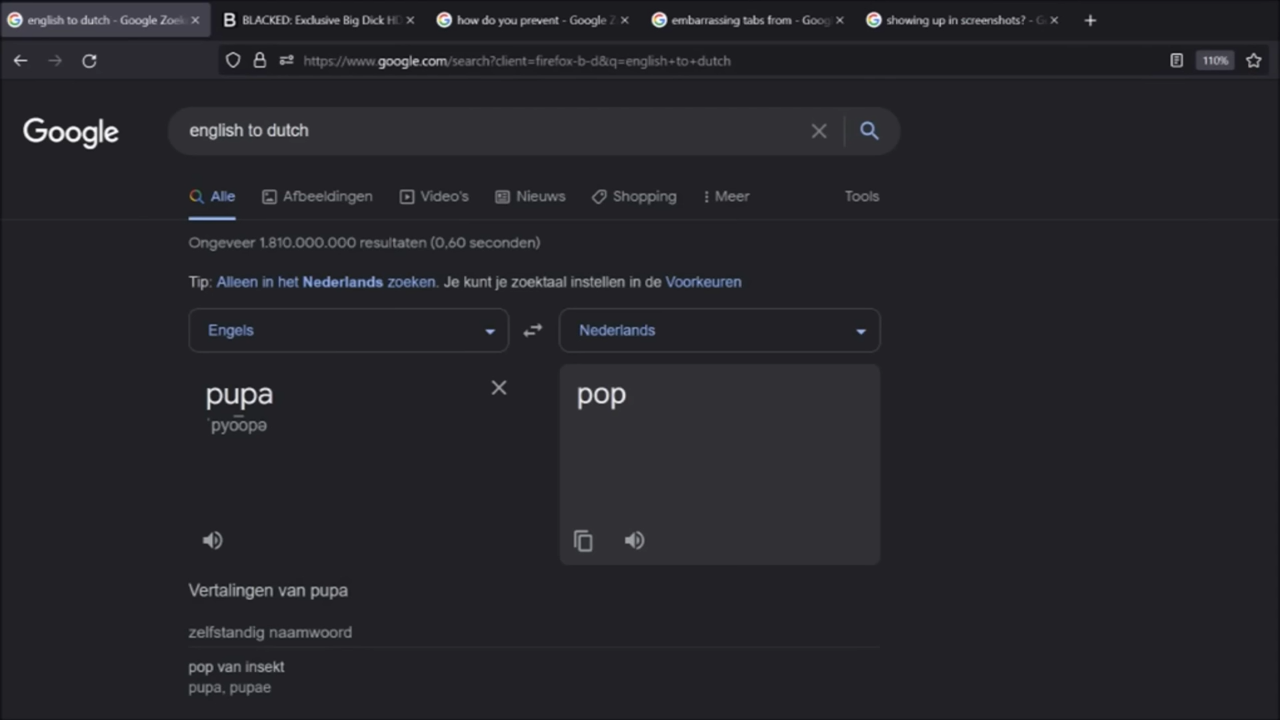 english to dutch - Google Zoek
BLACKED: Exclusive Big Dick HD
how do you prevent - Google Z
embarrassing tabs from - Goog
showing up in screenshots? - G
https://www.google.com/search?client=firefox-b-d&q=english+to+dutch
110%
Google
english to dutch
Alle
Afbeeldingen
Video's
Nieuws
Shopping
Meer
Tools
Ongeveer 1.810.000.000 resultaten (0,60 seconden)
Tip: Alleen in het Nederlands zoeken. Je kunt je zoektaal instellen in de Voorkeuren
Engels
Nederlands
pupa
pop
ˈpyo͞opə
Vertalingen van pupa
zelfstandig naamwoord
pop van insekt
pupa, pupae